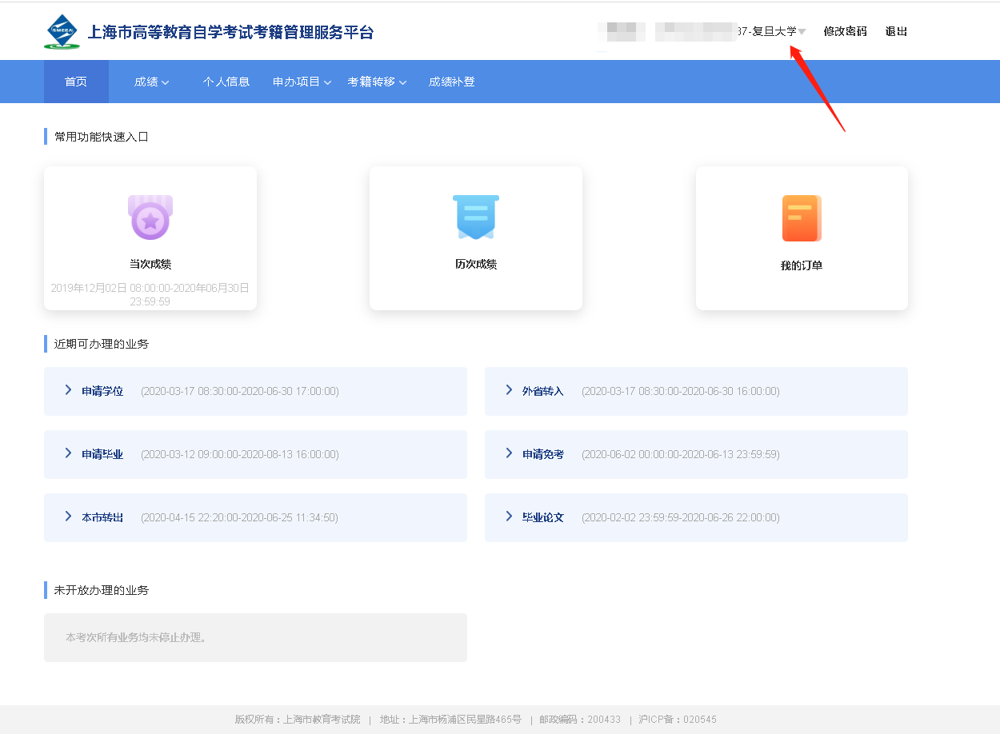 SMEEA
上海市高等教育自学考试考籍管理服务平台
37-复旦大学 修改密码 退出
首页 成绩 个人信息 申办项目 考籍转移 成绩补登
常用功能快速入口
当次成绩
2019年12月02日 08:00:00-2020年06月30日
23:59:59
历次成绩
我的订单
近期可办理的业务
申请学位 (2020-03-17 08:30:00-2020-06-30 17:00:00)
外省转入 (2020-03-17 08:30:00-2020-06-30 16:00:00)
申请毕业 (2020-03-12 09:00:00-2020-08-13 16:00:00)
申请免考 (2020-06-02 00:00:00-2020-06-13 23:59:59)
本市转出 (2020-04-15 22:20:00-2020-06-25 11:34:50)
毕业论文 (2020-02-02 23:59:59-2020-06-26 22:00:00)
未开放办理的业务
本考次所有业务均未停止办理。
版权所有：上海市教育考试院 | 地址：上海市杨浦区民星路465号 | 邮政编码：200433 | 沪ICP备：020545